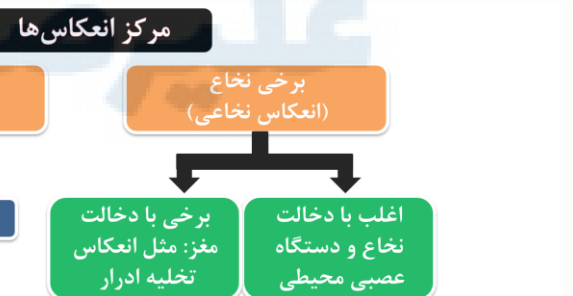 مرکز انعکاس‌ها
برخی نخاع
(انعکاس نخاعی)
اغلب با دخالت
نخاع و دستگاه
عصبی محیطی
برخی با دخالت
مغز: مثل انعکاس
تخلیه ادرار